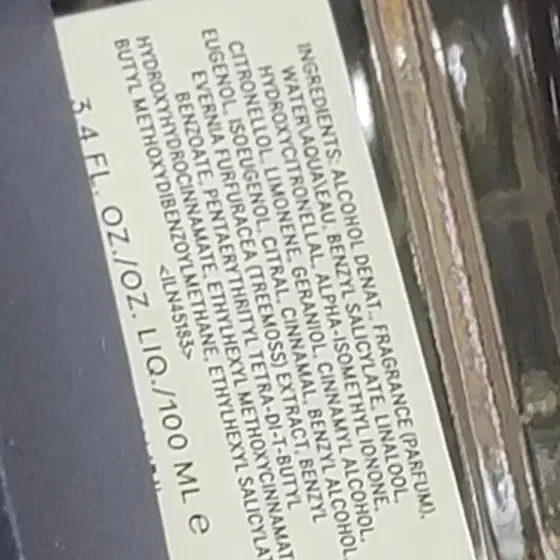 INGREDIENTS: ALCOHOL DENAT., FRAGRANCE (PARFUM),
WATER\AQUA\EAU, BENZYL SALICYLATE, LINALOOL,
HYDROXYCITRONELLAL, ALPHA-ISOMETHYL IONONE,
CITRONELLOL, LIMONENE, GERANIOL, CINNAMYL ALCOHOL,
EUGENOL, ISOEUGENOL, CITRAL, CINNAMAL, BENZYL ALCOHOL,
EVERNIA FURFURACEA (TREEMOSS) EXTRACT, BENZYL
BENZOATE, PENTAERYTHRITYL TETRA-DI-T-BUTYL
HYDROXYHYDROCINNAMATE, ETHYLHEXYL METHOXYCINNAMAT
BUTYL METHOXYDIBENZOYLMETHANE, ETHYLHEXYL SALICYLA
<ILN45183>
3.4 FL. OZ./OZ. LIQ./100 ML e